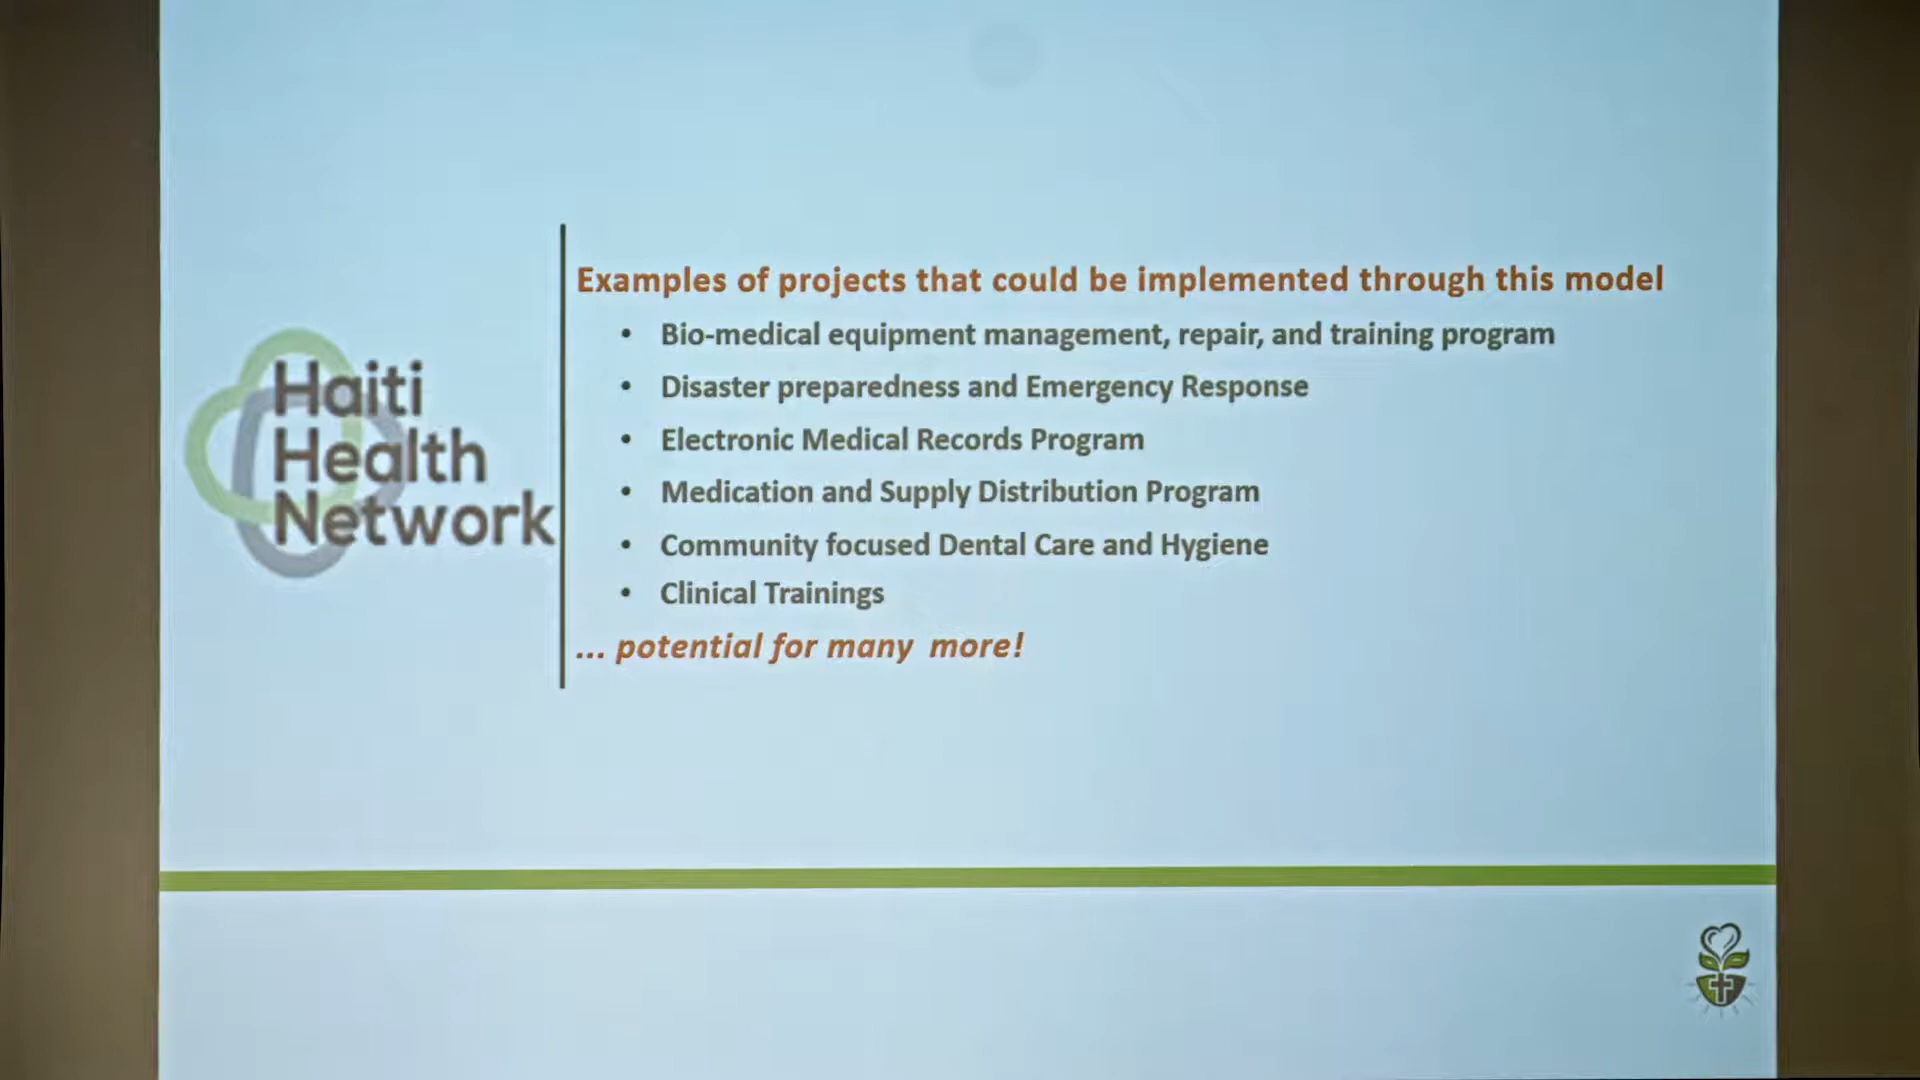 Haiti
Health
Network
Examples of projects that could be implemented through this model
• Bio-medical equipment management, repair, and training program
• Disaster preparedness and Emergency Response
• Electronic Medical Records Program
• Medication and Supply Distribution Program
• Community focused Dental Care and Hygiene
• Clinical Trainings
... potential for many more!